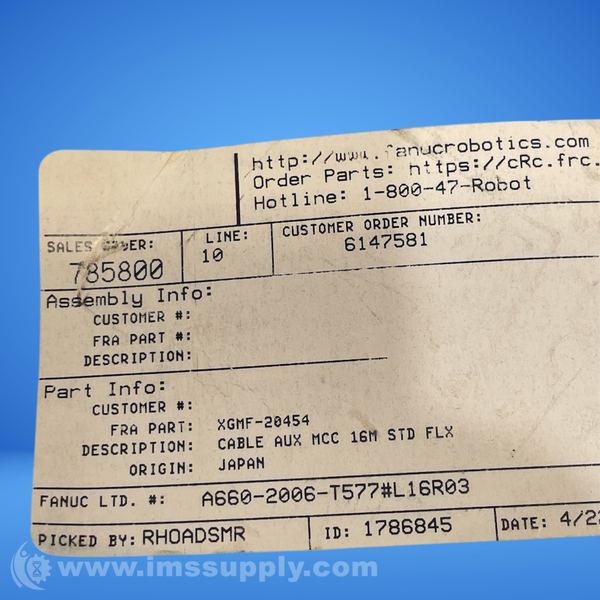 http://www.fanucrobotics.com
Order Parts: https://cRc.frc.
Hotline: 1-800-47-Robot
SALES ORDER: LINE: CUSTOMER ORDER NUMBER:
785800 10 6147581
Assembly Info:
CUSTOMER #:
FRA PART #:
DESCRIPTION:
Part Info:
CUSTOMER #:
FRA PART: XGMF-20454
DESCRIPTION: CABLE AUX MCC 16M STD FLX
ORIGIN: JAPAN
FANUC LTD. #: A660-2006-T577#L16R03
PICKED BY: RHOADSMR ID: 1786845 DATE: 4/2
www.imssupply.com